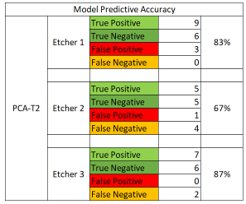 Model Predictive Accuracy
PCA-T2
Etcher 1
True Positive 9
True Negative 6
False Positive 3
False Negative 0
83%
Etcher 2
True Positive 5
True Negative 5
False Positive 1
False Negative 4
67%
Etcher 3
True Positive 7
True Negative 6
False Positive 0
False Negative 2
87%